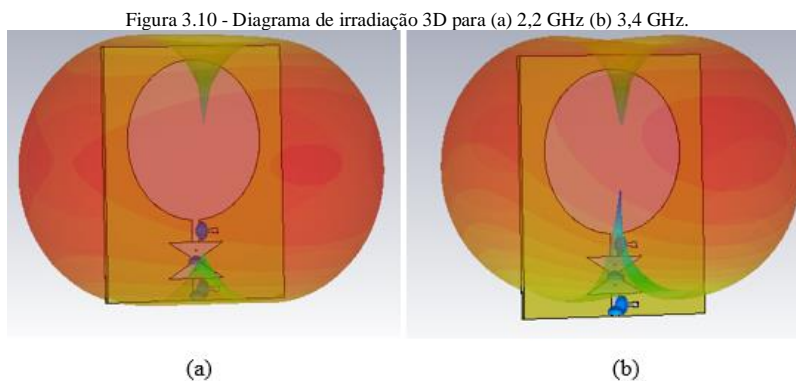 Figura 3.10 - Diagrama de irradiação 3D para (a) 2,2 GHz (b) 3,4 GHz.
(a) (b)